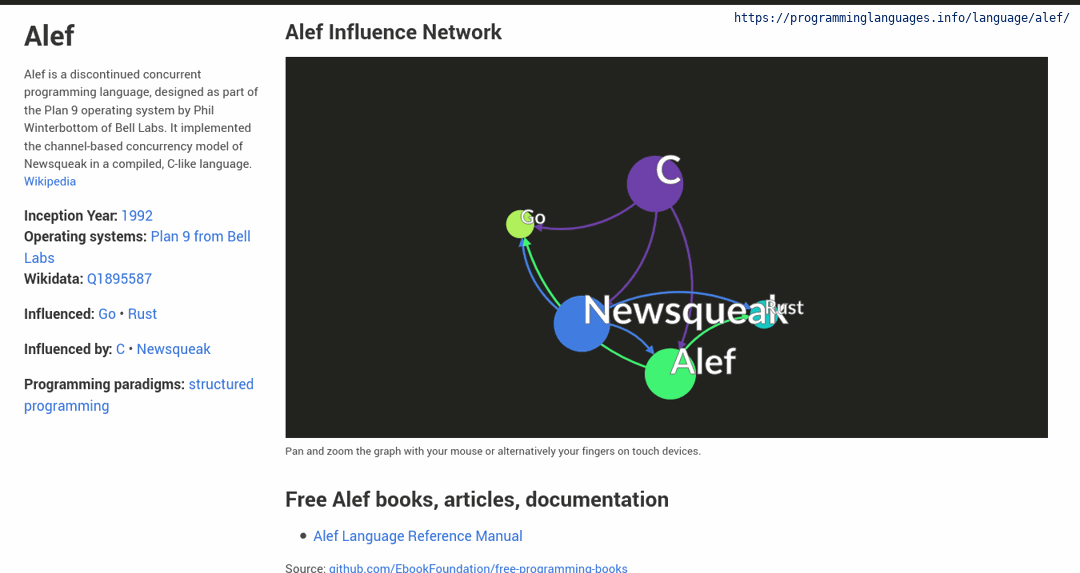 https://programminglanguages.info/language/alef/
Alef
Alef is a discontinued concurrent
programming language, designed as part of
the Plan 9 operating system by Phil
Winterbottom of Bell Labs. It implemented
the channel-based concurrency model of
Newsqueak in a compiled, C-like language.
Wikipedia
Inception Year: 1992
Operating systems: Plan 9 from Bell
Labs
Wikidata: Q1895587
Influenced: Go • Rust
Influenced by: C • Newsqueak
Programming paradigms: structured
programming
Alef Influence Network
C
Go
Newsqueak
Rust
Alef
Pan and zoom the graph with your mouse or alternatively your fingers on touch devices.
Free Alef books, articles, documentation
• Alef Language Reference Manual
Source: github.com/EbookFoundation/free-programming-books